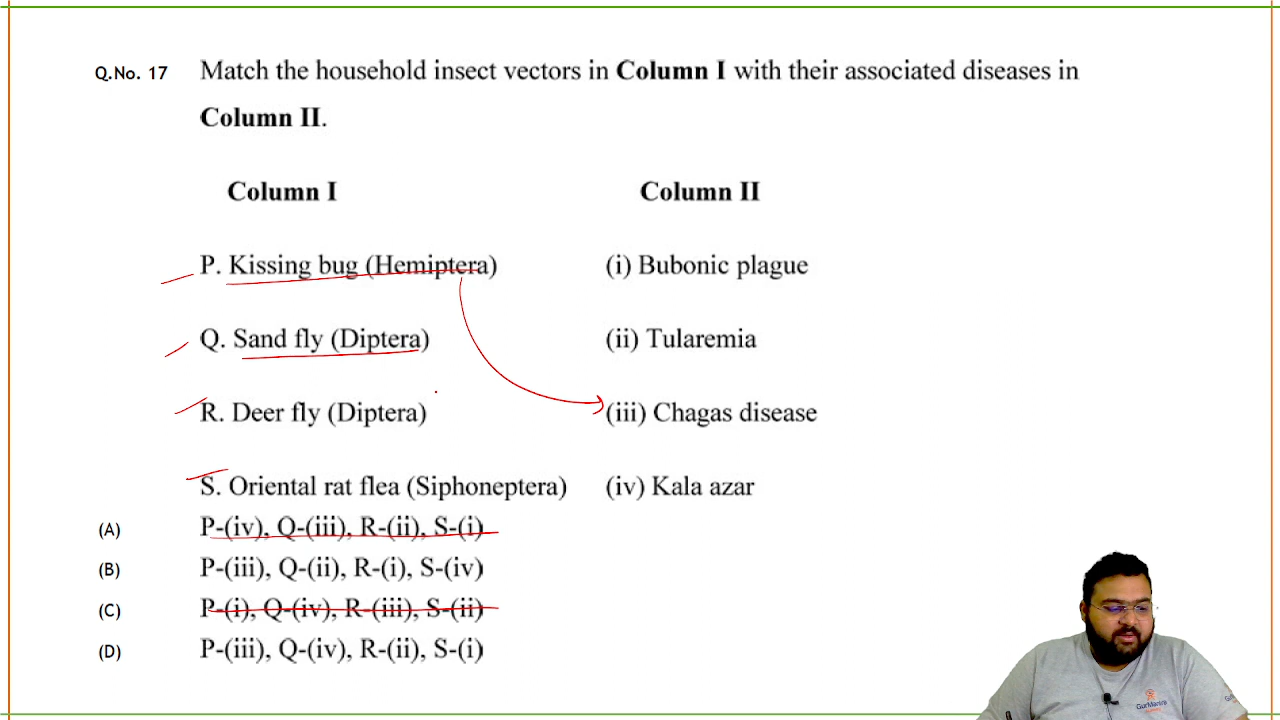 Q.No. 17 Match the household insect vectors in Column I with their associated diseases in
Column II.
Column I Column II
P. Kissing bug (Hemiptera) (i) Bubonic plague
Q. Sand fly (Diptera) (ii) Tularemia
R. Deer fly (Diptera) (iii) Chagas disease
S. Oriental rat flea (Siphoneptera) (iv) Kala azar
(A) P-(iv), Q-(iii), R-(ii), S-(i)
(B) P-(iii), Q-(ii), R-(i), S-(iv)
(C) P-(i), Q-(iv), R-(iii), S-(ii)
(D) P-(iii), Q-(iv), R-(ii), S-(i)